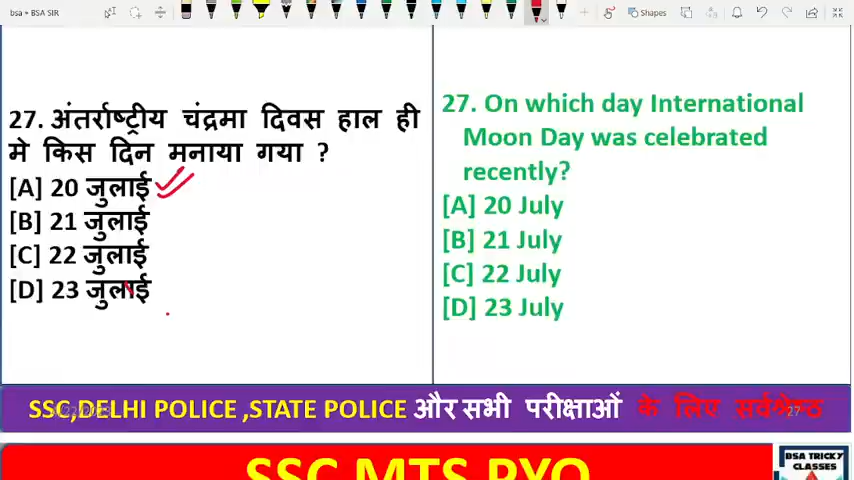 bsa = BSA SIR
Shapes
27. अंतर्राष्ट्रीय चंद्रमा दिवस हाल ही
मे किस दिन मनाया गया ?
[A] 20 जुलाई
[B] 21 जुलाई
[C] 22 जुलाई
[D] 23 जुलाई
27. On which day International
Moon Day was celebrated
recently?
[A] 20 July
[B] 21 July
[C] 22 July
[D] 23 July
SSC,DELHI POLICE ,STATE POLICE और सभी परीक्षाओं के लिए सर्वश्रेष्ठ
27
SSC MTS PYQ
BSA TRICKY
CLASSES